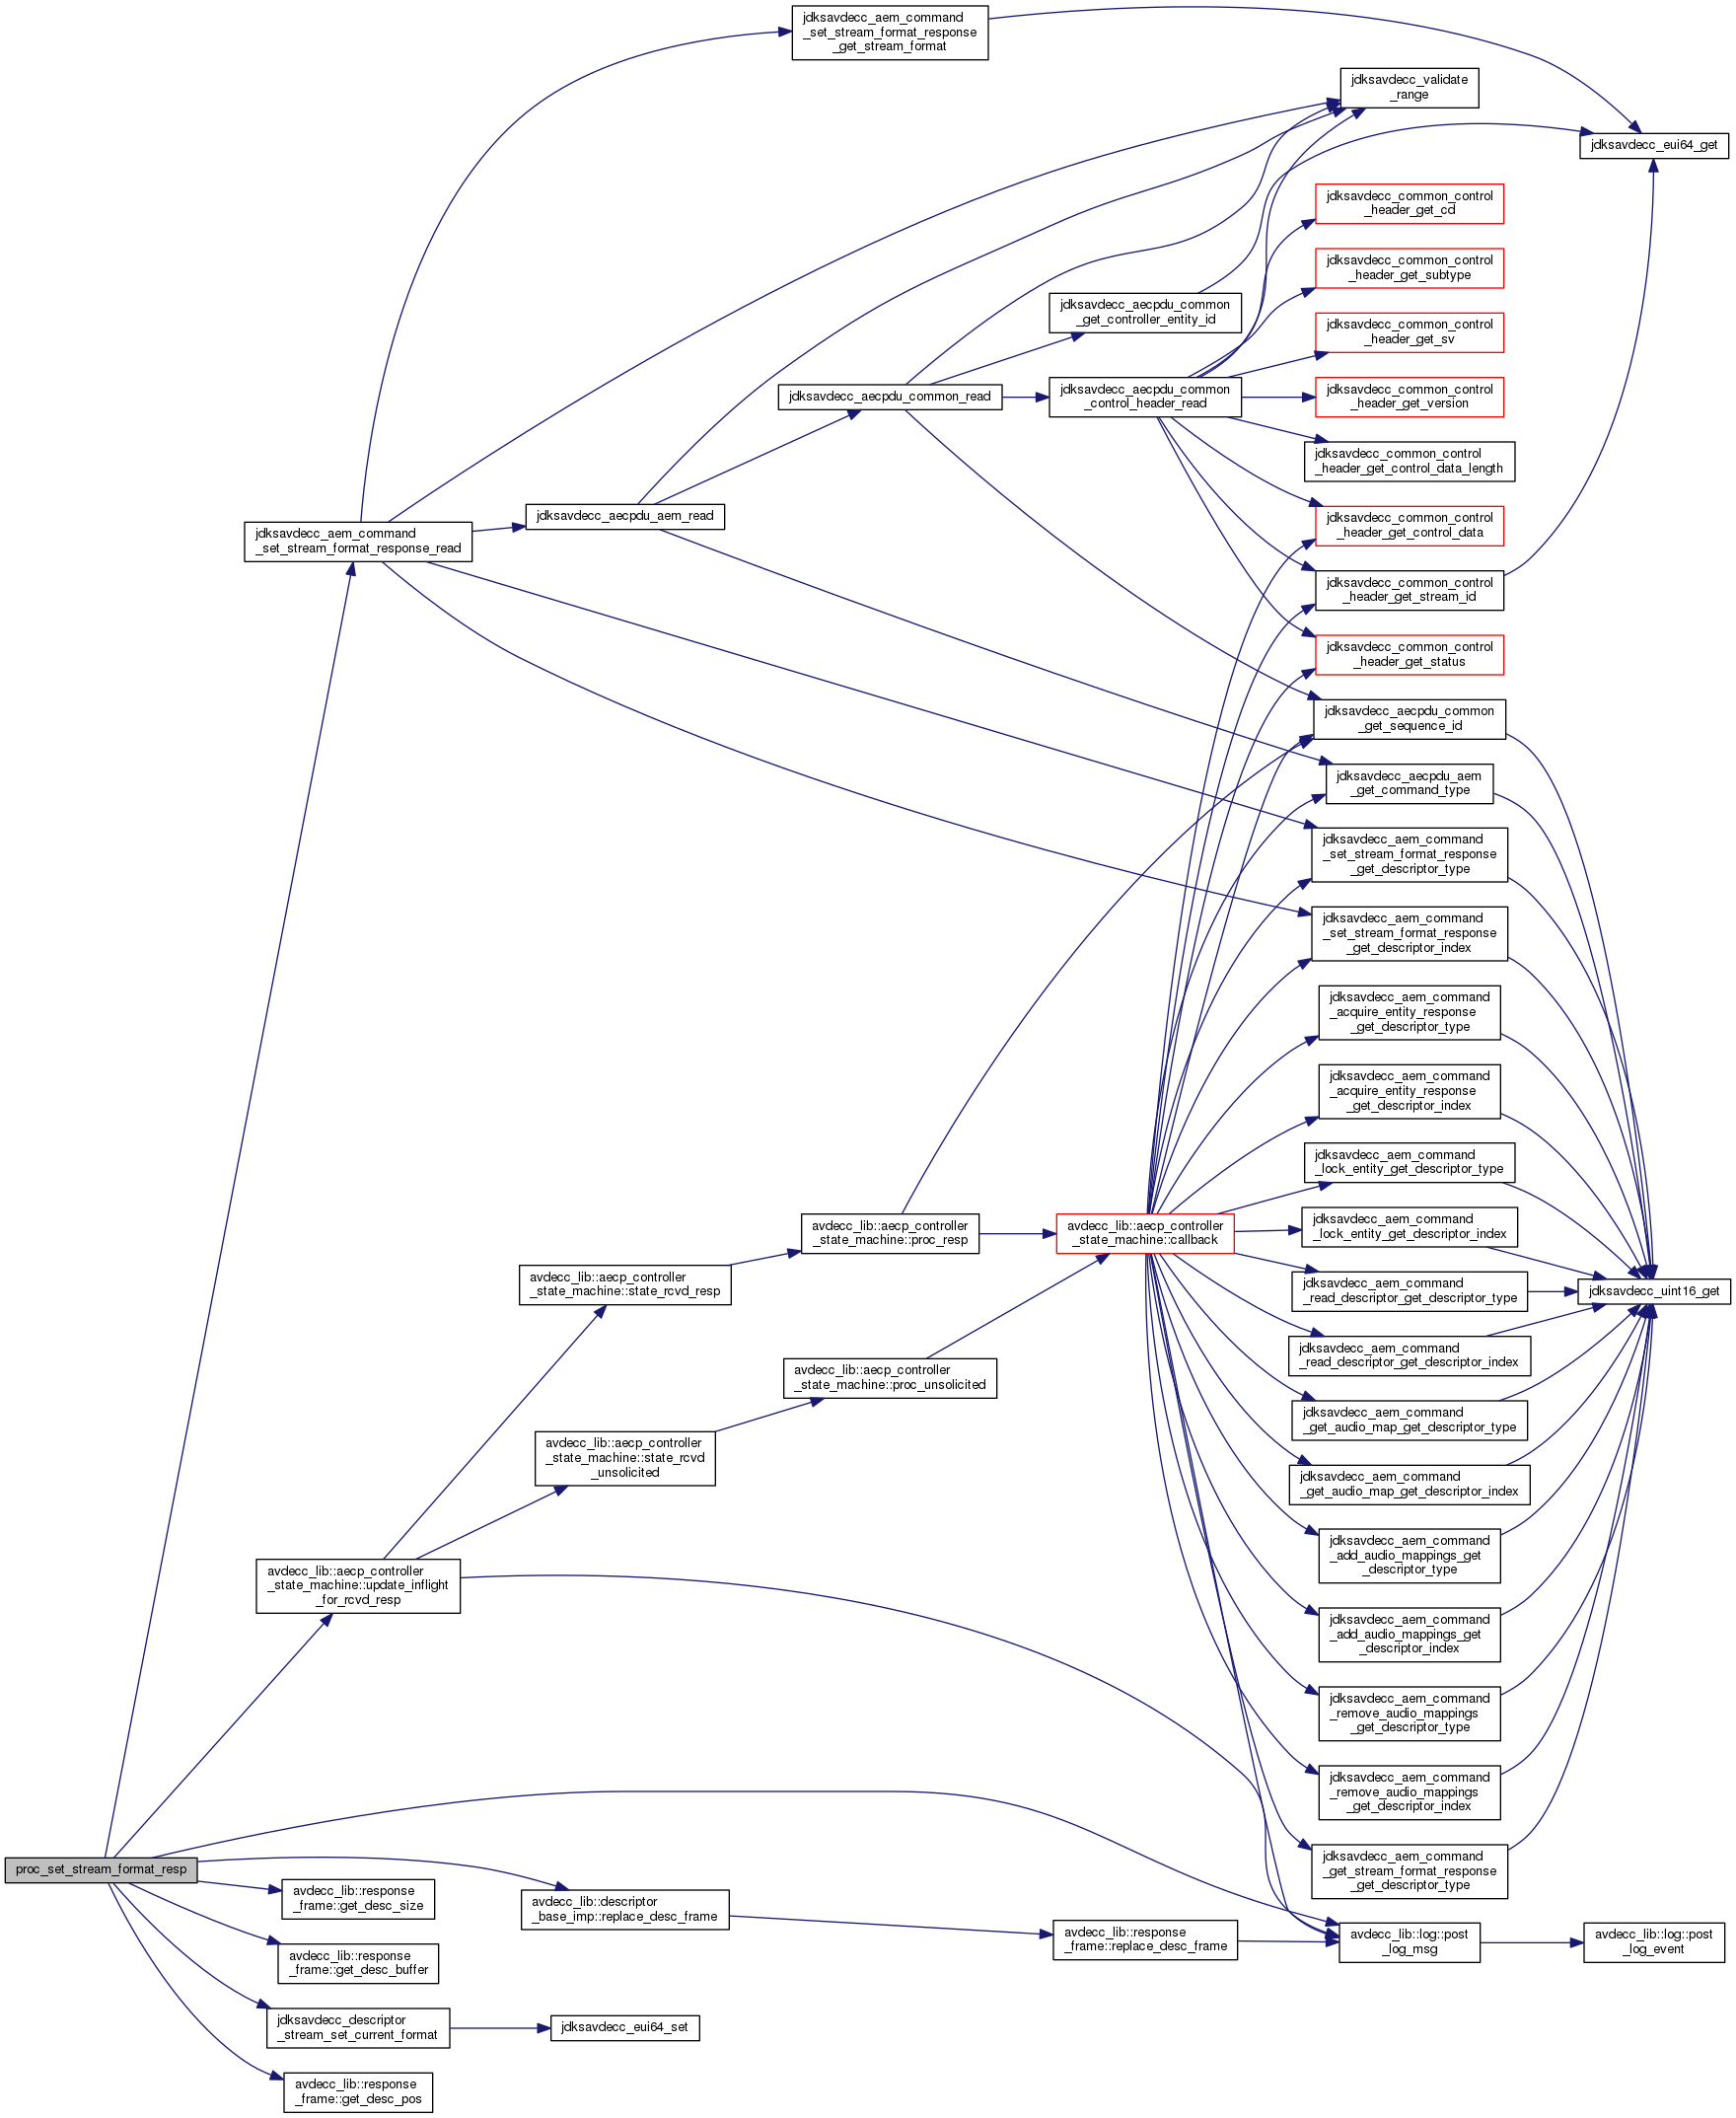 jdksavdecc_aem_command
_set_stream_format_response
_get_stream_format
jdksavdecc_validate
_range
jdksavdecc_eui64_get
jdksavdecc_common_control
_header_get_cd
jdksavdecc_common_control
_header_get_subtype
jdksavdecc_aecpdu_common
_get_controller_entity_id
jdksavdecc_common_control
_header_get_sv
jdksavdecc_aecpdu_common_read
jdksavdecc_aecpdu_common
_control_header_read
jdksavdecc_common_control
_header_get_version
jdksavdecc_common_control
_header_get_control_data_length
jdksavdecc_aem_command
_set_stream_format_response_read
jdksavdecc_aecpdu_aem_read
jdksavdecc_common_control
_header_get_control_data
jdksavdecc_common_control
_header_get_stream_id
jdksavdecc_common_control
_header_get_status
jdksavdecc_aecpdu_common
_get_sequence_id
jdksavdecc_aecpdu_aem
_get_command_type
jdksavdecc_aem_command
_set_stream_format_response
_get_descriptor_type
jdksavdecc_aem_command
_set_stream_format_response
_get_descriptor_index
jdksavdecc_aem_command
_acquire_entity_response
_get_descriptor_type
jdksavdecc_aem_command
_acquire_entity_response
_get_descriptor_index
jdksavdecc_aem_command
_lock_entity_get_descriptor_type
avdecc_lib::aecp_controller
_state_machine::proc_resp
avdecc_lib::aecp_controller
_state_machine::callback
jdksavdecc_aem_command
_lock_entity_get_descriptor_index
avdecc_lib::aecp_controller
_state_machine::state_rcvd_resp
jdksavdecc_aem_command
_read_descriptor_get_descriptor_type
jdksavdecc_uint16_get
jdksavdecc_aem_command
_read_descriptor_get_descriptor_index
avdecc_lib::aecp_controller
_state_machine::proc_unsolicited
jdksavdecc_aem_command
_get_audio_map_get_descriptor_type
avdecc_lib::aecp_controller
_state_machine::state_rcvd
_unsolicited
jdksavdecc_aem_command
_get_audio_map_get_descriptor_index
jdksavdecc_aem_command
_add_audio_mappings_get
_descriptor_type
avdecc_lib::aecp_controller
_state_machine::update_inflight
_for_rcvd_resp
jdksavdecc_aem_command
_add_audio_mappings_get
_descriptor_index
jdksavdecc_aem_command
_remove_audio_mappings
_get_descriptor_type
jdksavdecc_aem_command
_remove_audio_mappings
_get_descriptor_index
proc_set_stream_format_resp
jdksavdecc_aem_command
_get_stream_format_response
_get_descriptor_type
avdecc_lib::response
_frame::get_desc_size
avdecc_lib::descriptor
_base_imp::replace_desc_frame
avdecc_lib::response
_frame::replace_desc_frame
avdecc_lib::log::post
_log_msg
avdecc_lib::log::post
_log_event
avdecc_lib::response
_frame::get_desc_buffer
jdksavdecc_descriptor
_stream_set_current_format
jdksavdecc_eui64_set
avdecc_lib::response
_frame::get_desc_pos